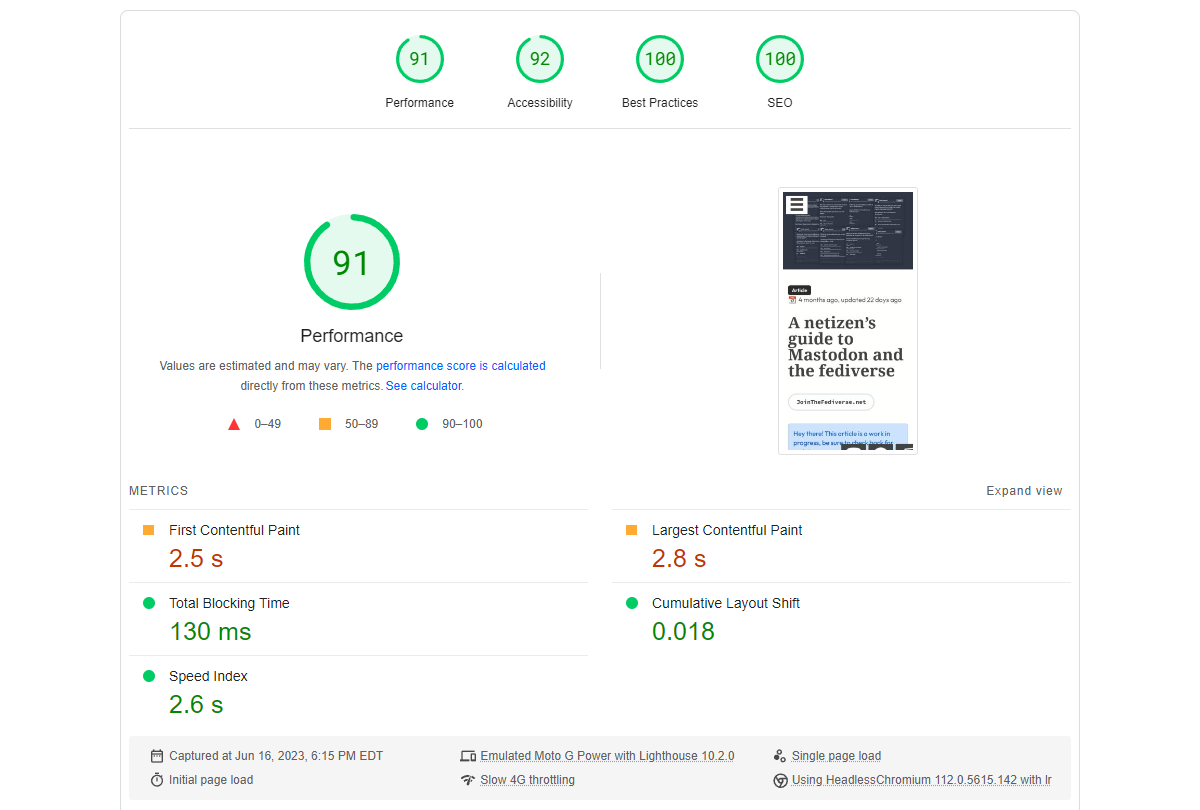 91 92 100 100
Performance Accessibility Best Practices SEO
91
Performance
Values are estimated and may vary. The performance score is calculated
directly from these metrics. See calculator.
0–49 50–89 90–100
Article
4 months ago, updated 22 days ago
A netizen’s
guide to
Mastodon and
the fediverse
JoinTheFediverse.net
Hey there! This article is a work in
progress, be sure to check back for
METRICS Expand view
First Contentful Paint
2.5 s
Largest Contentful Paint
2.8 s
Total Blocking Time
130 ms
Cumulative Layout Shift
0.018
Speed Index
2.6 s
Captured at Jun 16, 2023, 6:15 PM EDT
Emulated Moto G Power with Lighthouse 10.2.0
Single page load
Initial page load
Slow 4G throttling
Using HeadlessChromium 112.0.5615.142 with lr